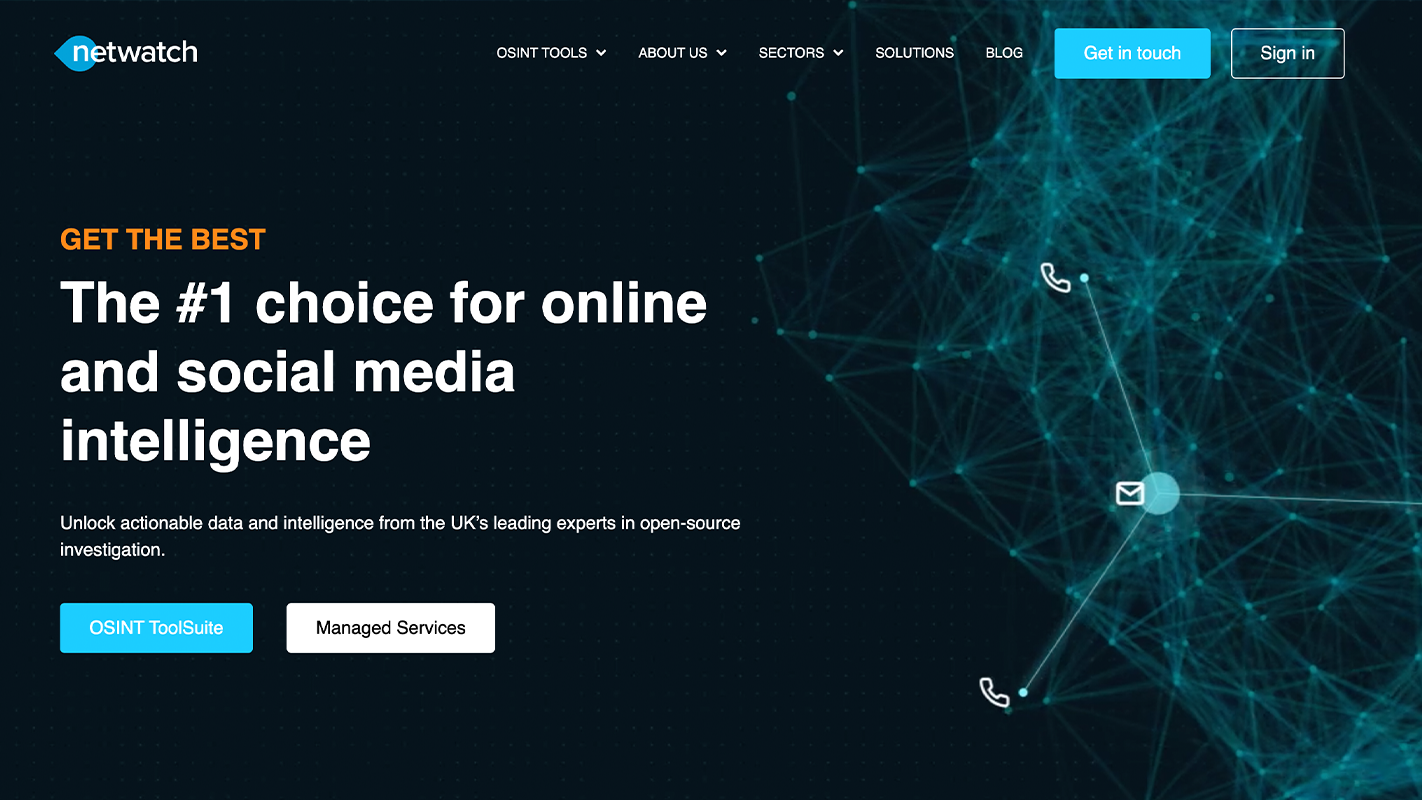 netwatch
OSINT TOOLS
ABOUT US
SECTORS
SOLUTIONS
BLOG
Get in touch
Sign in
GET THE BEST
The #1 choice for online
and social media
intelligence
Unlock actionable data and intelligence from the UK’s leading experts in open-source
investigation.
OSINT ToolSuite
Managed Services